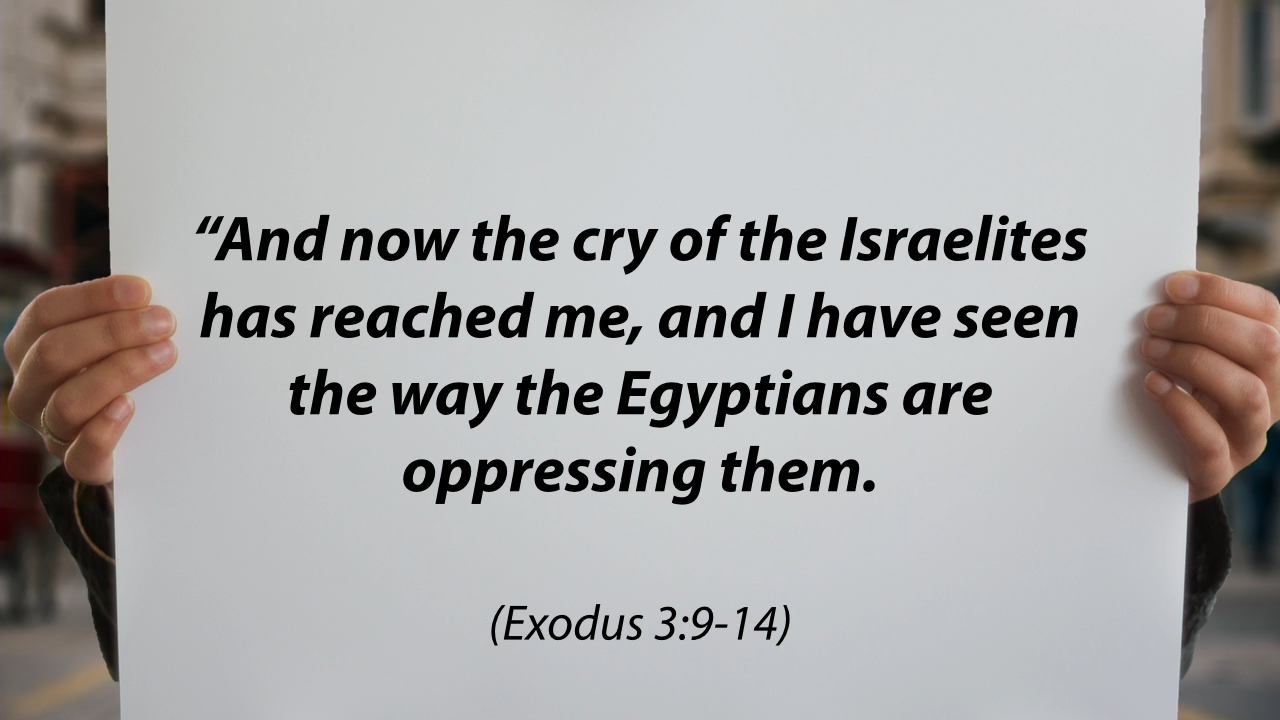 “And now the cry of the Israelites
has reached me, and I have seen
the way the Egyptians are
oppressing them.
(Exodus 3:9-14)